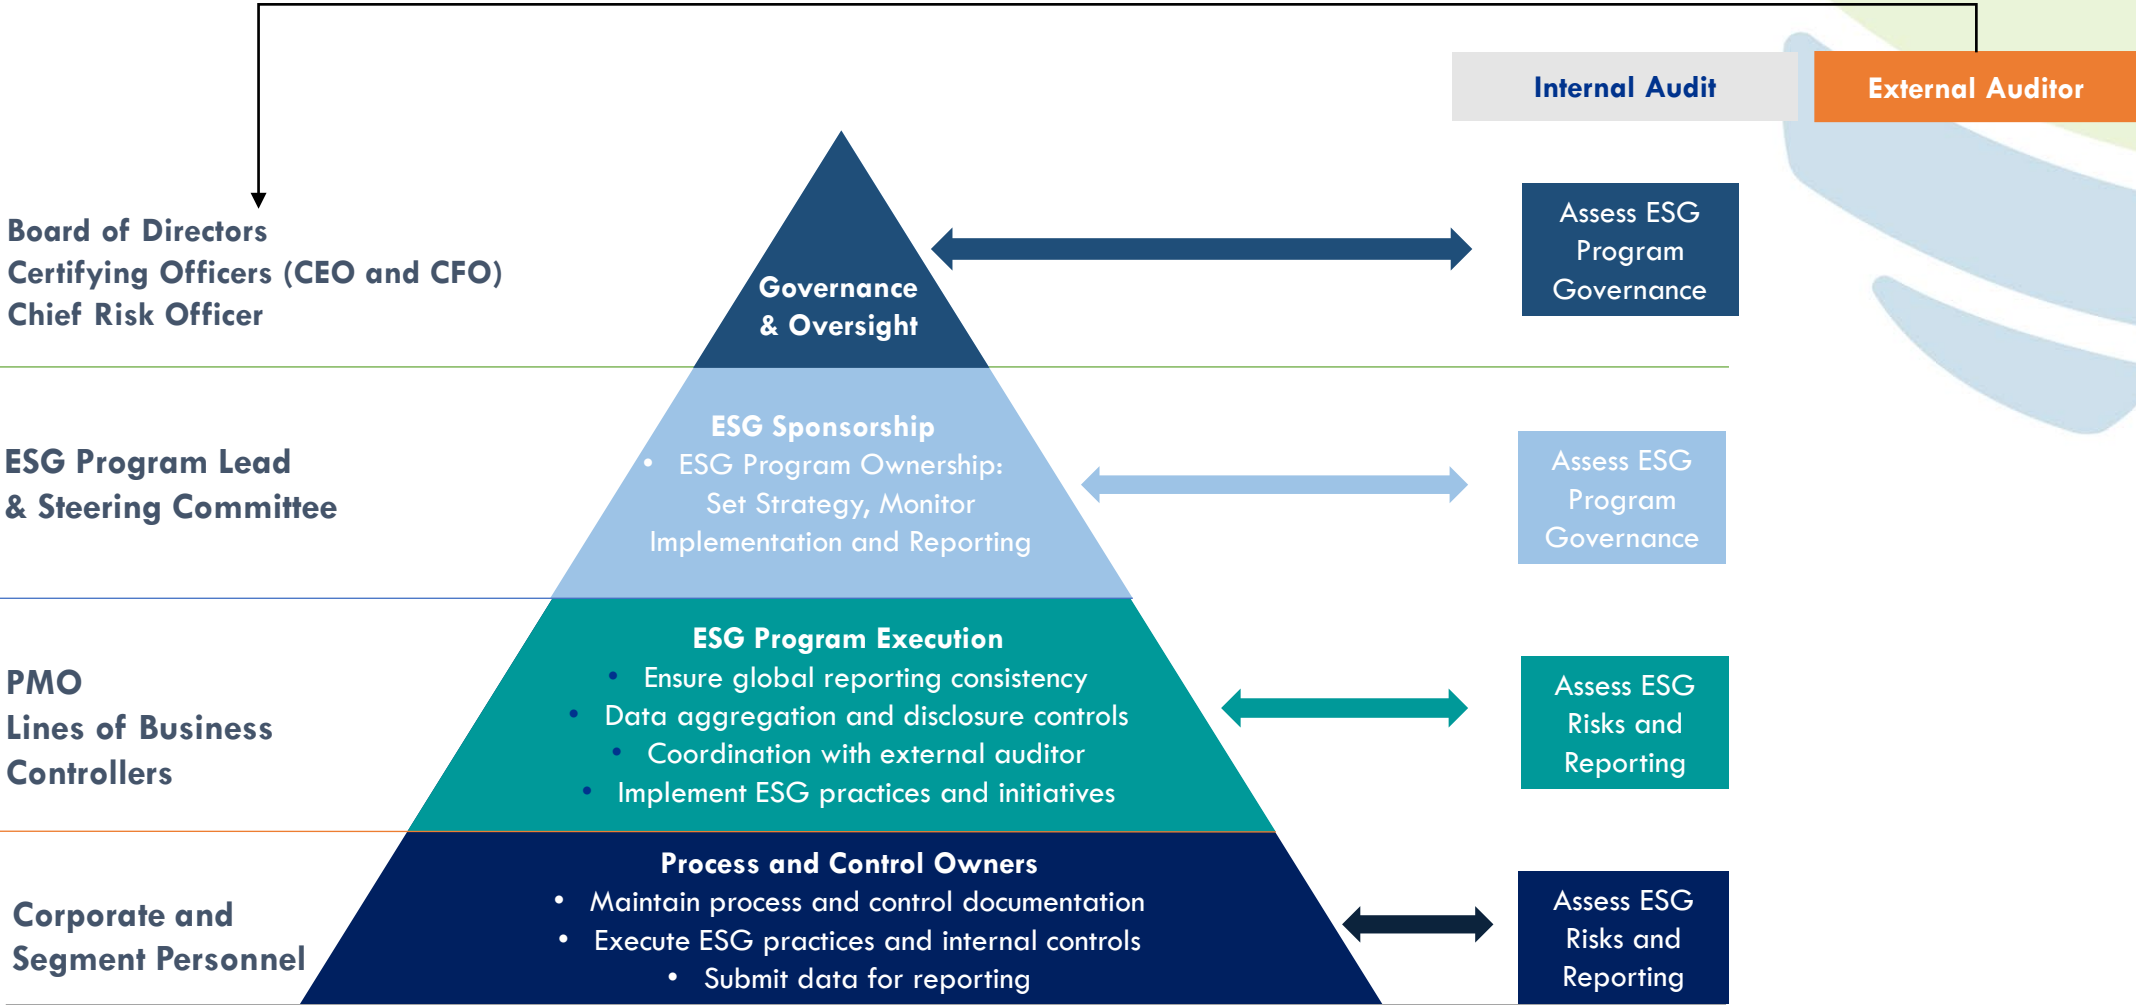 Internal Audit
External Auditor
Board of Directors
Certifying Officers (CEO and CFO)
Chief Risk Officer
Governance
& Oversight
Assess ESG
Program
Governance
ESG Program Lead
& Steering Committee
ESG Sponsorship
• ESG Program Ownership:
Set Strategy, Monitor
Implementation and Reporting
Assess ESG
Program
Governance
PMO
Lines of Business
Controllers
ESG Program Execution
• Ensure global reporting consistency
• Data aggregation and disclosure controls
• Coordination with external auditor
• Implement ESG practices and initiatives
Assess ESG
Risks and
Reporting
Corporate and
Segment Personnel
Process and Control Owners
• Maintain process and control documentation
• Execute ESG practices and internal controls
• Submit data for reporting
Assess ESG
Risks and
Reporting